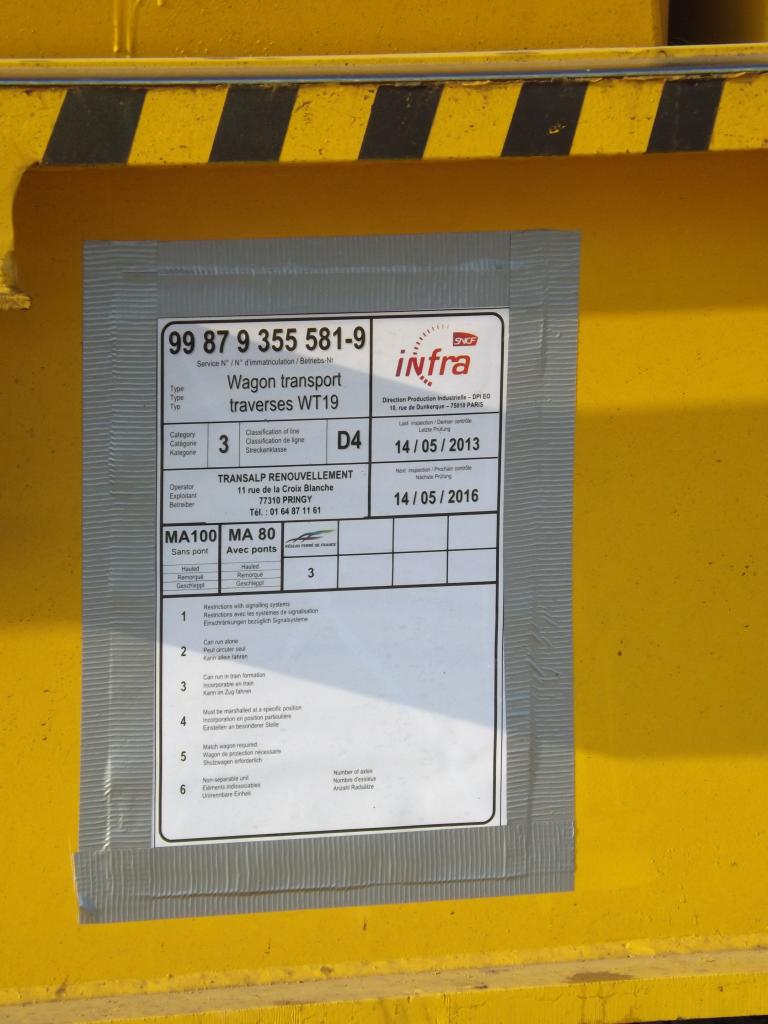 99 87 9 355 581-9
Service N° / N° d'immatriculation / Betriebs-Nr
Type
Type
Typ
Wagon transport
traverses WT19
SNCF
iNfra
Direction Production Industrielle – DPI EO
10, rue de Dunkerque – 75010 PARIS
Category
Catégorie
Kategorie
3
Classification of line
Classification de ligne
Streckenklasse
D4
Last inspection / Dernier contrôle
Letzte Prüfung
14 / 05 / 2013
Operator
Exploitant
Betreiber
TRANSALP RENOUVELLEMENT
11 rue de la Croix Blanche
77310 PRINGY
Tél. : 01 64 87 11 61
Next inspection / Prochain contrôle
Nächste Prüfung
14 / 05 / 2016
MA100
Sans pont
Hauled
Remorqué
Geschleppt
MA 80
Avec ponts
Hauled
Remorqué
Geschleppt
RÉSEAU FERRÉ DE FRANCE
3
1
Restrictions with signalling systems
Restrictions avec les systèmes de signalisation
Einschränkungen bezüglich Signalsysteme
2
Can run alone
Peut circuler seul
Kann allein fahren
3
Can run in train formation
Incorporable en train
Kann im Zug fahren
4
Must be marshalled at a specific position
Incorporation en position particulière
Einstellen an besonderer Stelle
5
Match wagon required
Wagon de protection nécessaire
Shutzwagen erforderlich
6
Non-separable unit
Eléments indissociables
Untrennbare Einheit
Number of axles
Nombre d'essieux
Anzahl Radsätze